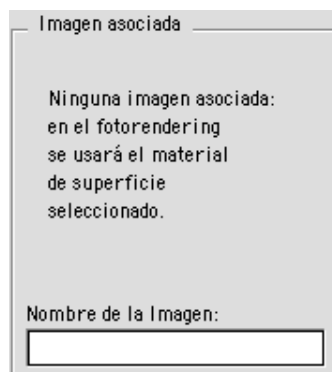 Imagen asociada
Ninguna imagen asociada:
en el fotorendering
se usará el material
de superficie
seleccionado.
Nombre de la Imagen: